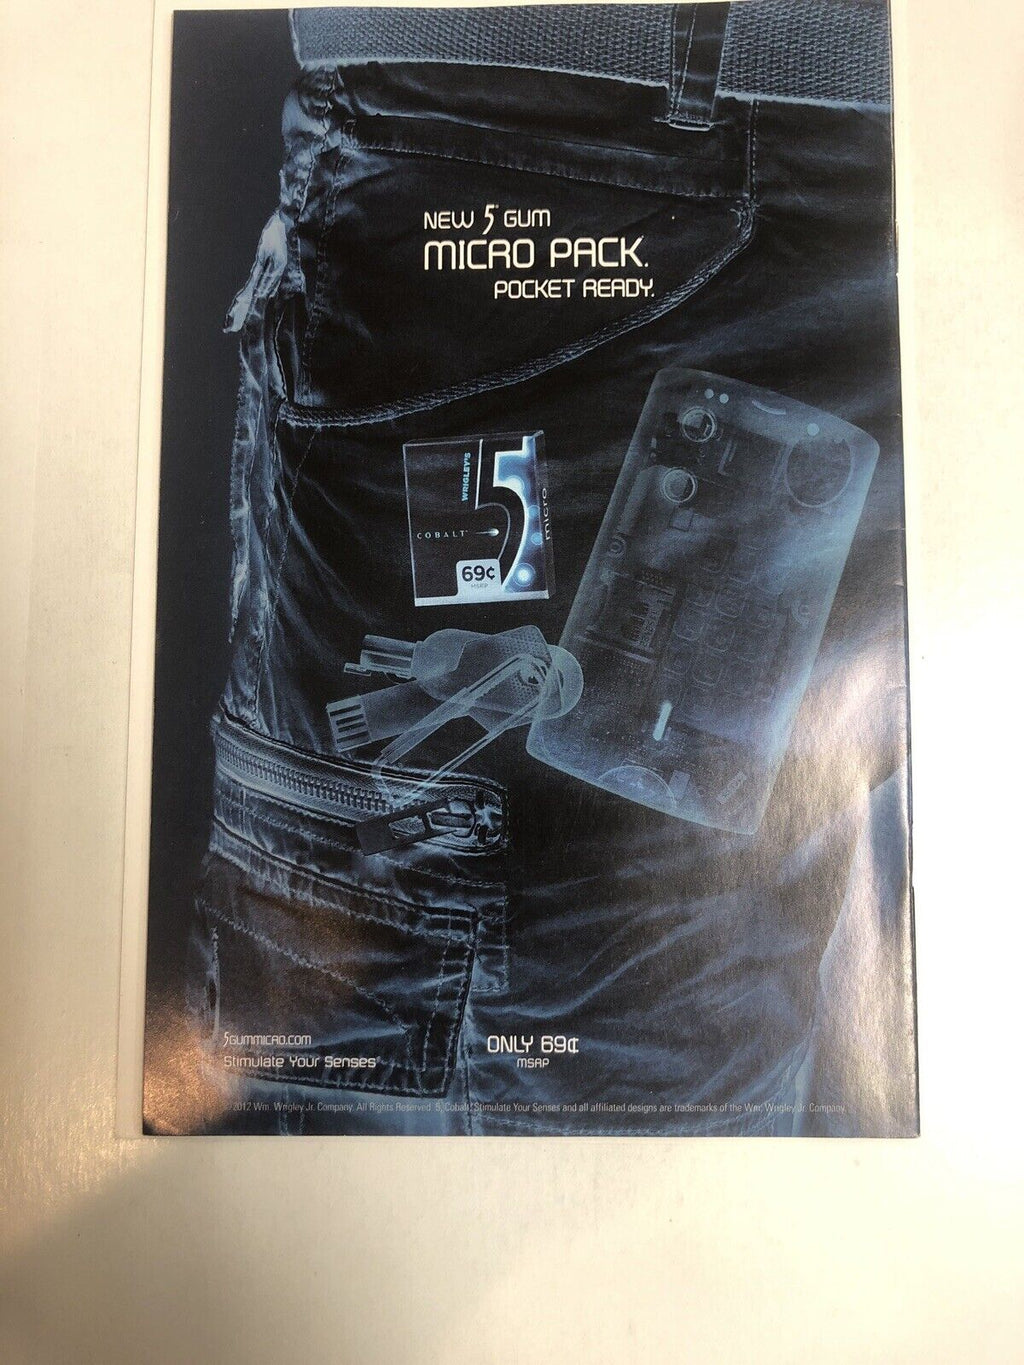 NEW 5® GUM
MICRO PACK.
POCKET READY.
WRIGLEY'S
5
COBALT
micro
69¢
MSRP
5GUMMICRO.COM
Stimulate Your Senses®
ONLY 69¢
MSRP
2012 Wm. Wrigley Jr. Company. All Rights Reserved. 5, Cobalt, Stimulate Your Senses and all affiliated designs are trademarks of the Wm. Wrigley Jr. Company.